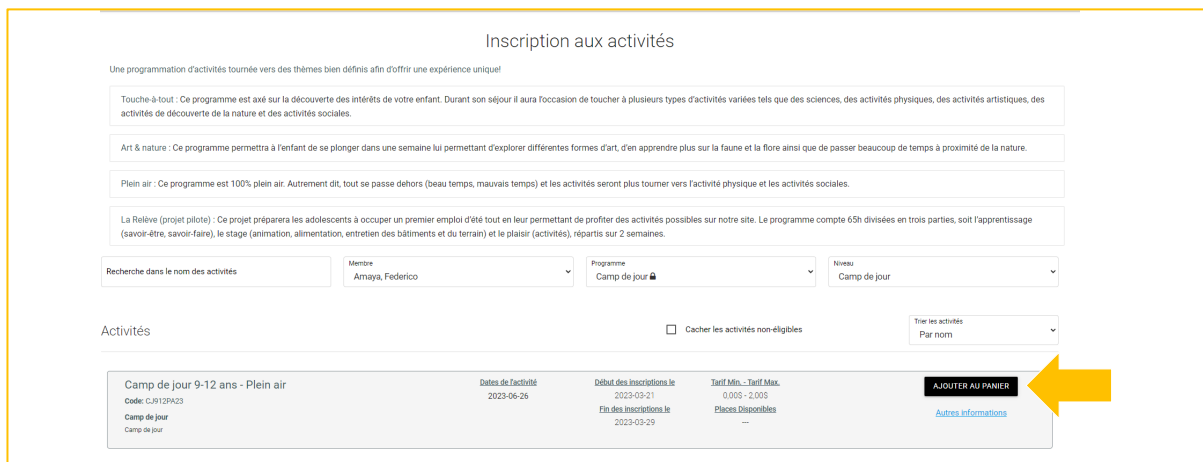 Inscription aux activités
Une programmation d'activités tournée vers des thèmes bien définis afin d'offrir une expérience unique!
Touche-à-tout : Ce programme est axé sur la découverte des intérêts de votre enfant. Durant son séjour il aura l'occasion de toucher à plusieurs types d'activités variées tels que des sciences, des activités physiques, des activités artistiques, des
activités de découverte de la nature et des activités sociales.
Art & nature : Ce programme permettra à l'enfant de se plonger dans une semaine lui permettant d'explorer différentes formes d'art, d'en apprendre plus sur la faune et la flore ainsi que de passer beaucoup de temps à proximité de la nature.
Plein air : Ce programme est 100% plein air. Autrement dit, tout se passe dehors (beau temps, mauvais temps) et les activités seront plus tourner vers l'activité physique et les activités sociales.
La Relève (projet pilote) : Ce projet préparera les adolescents à occuper un premier emploi d'été tout en leur permettant de profiter des activités possibles sur notre site. Le programme compte 65h divisées en trois parties, soit l'apprentissage
(savoir-être, savoir-faire), le stage (animation, alimentation, entretien des bâtiments et du terrain) et le plaisir (activités), répartis sur 2 semaines.
Recherche dans le nom des activités
Membre
Amaya, Federico
Programme
Camp de jour
Niveau
Camp de jour
Activités
Cacher les activités non-éligibles
Trier les activités
Par nom
Camp de jour 9-12 ans - Plein air
Code: CJ912PA23
Camp de jour
Camp de jour
Dates de l'activité
2023-06-26
Début des inscriptions le
2023-03-21
Fin des inscriptions le
2023-03-29
Tarif Min. - Tarif Max.
0,00$ - 2,00$
Places Disponibles
---
AJOUTER AU PANIER
Autres informations